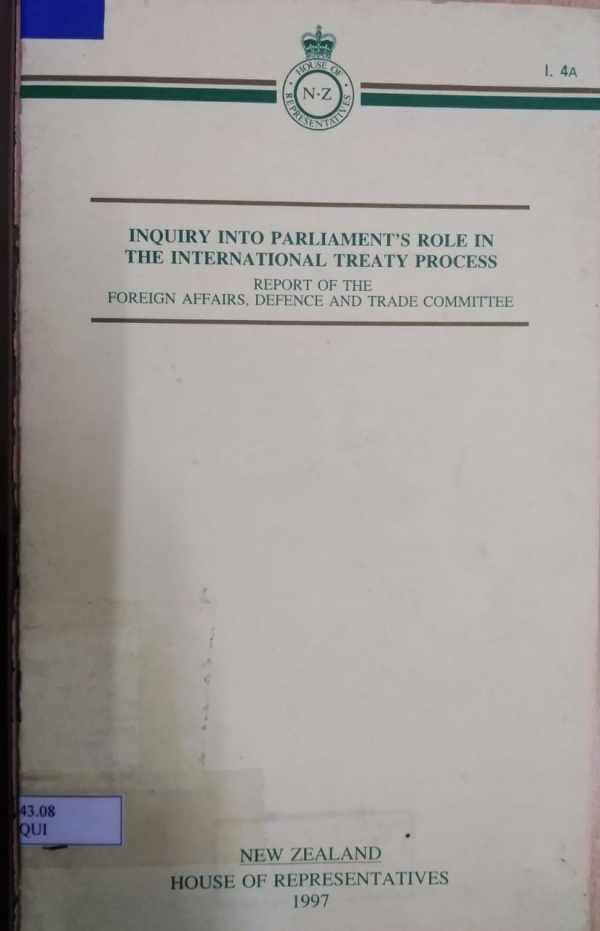 I. 4A
HOUSE OF
N·Z
REPRESENTATIVES
INQUIRY INTO PARLIAMENT'S ROLE IN
THE INTERNATIONAL TREATY PROCESS
REPORT OF THE
FOREIGN AFFAIRS, DEFENCE AND TRADE COMMITTEE
43.08
QUI
NEW ZEALAND
HOUSE OF REPRESENTATIVES
1997